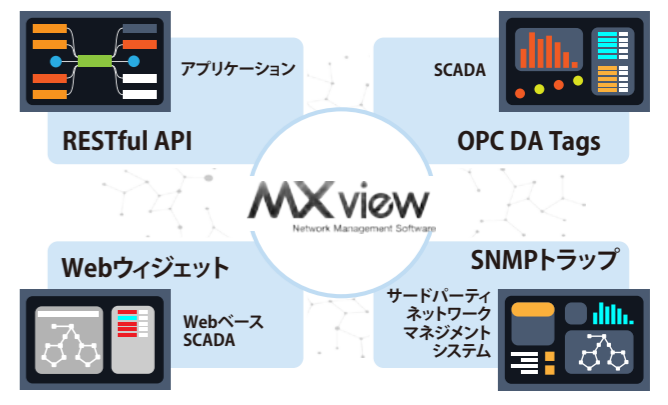 アプリケーション
RESTful API
SCADA
OPC DA Tags
MXview
Network Management Software
Webウィジェット
Webベース
SCADA
SNMPトラップ
サードパーティ
ネットワーク
マネジメント
システム